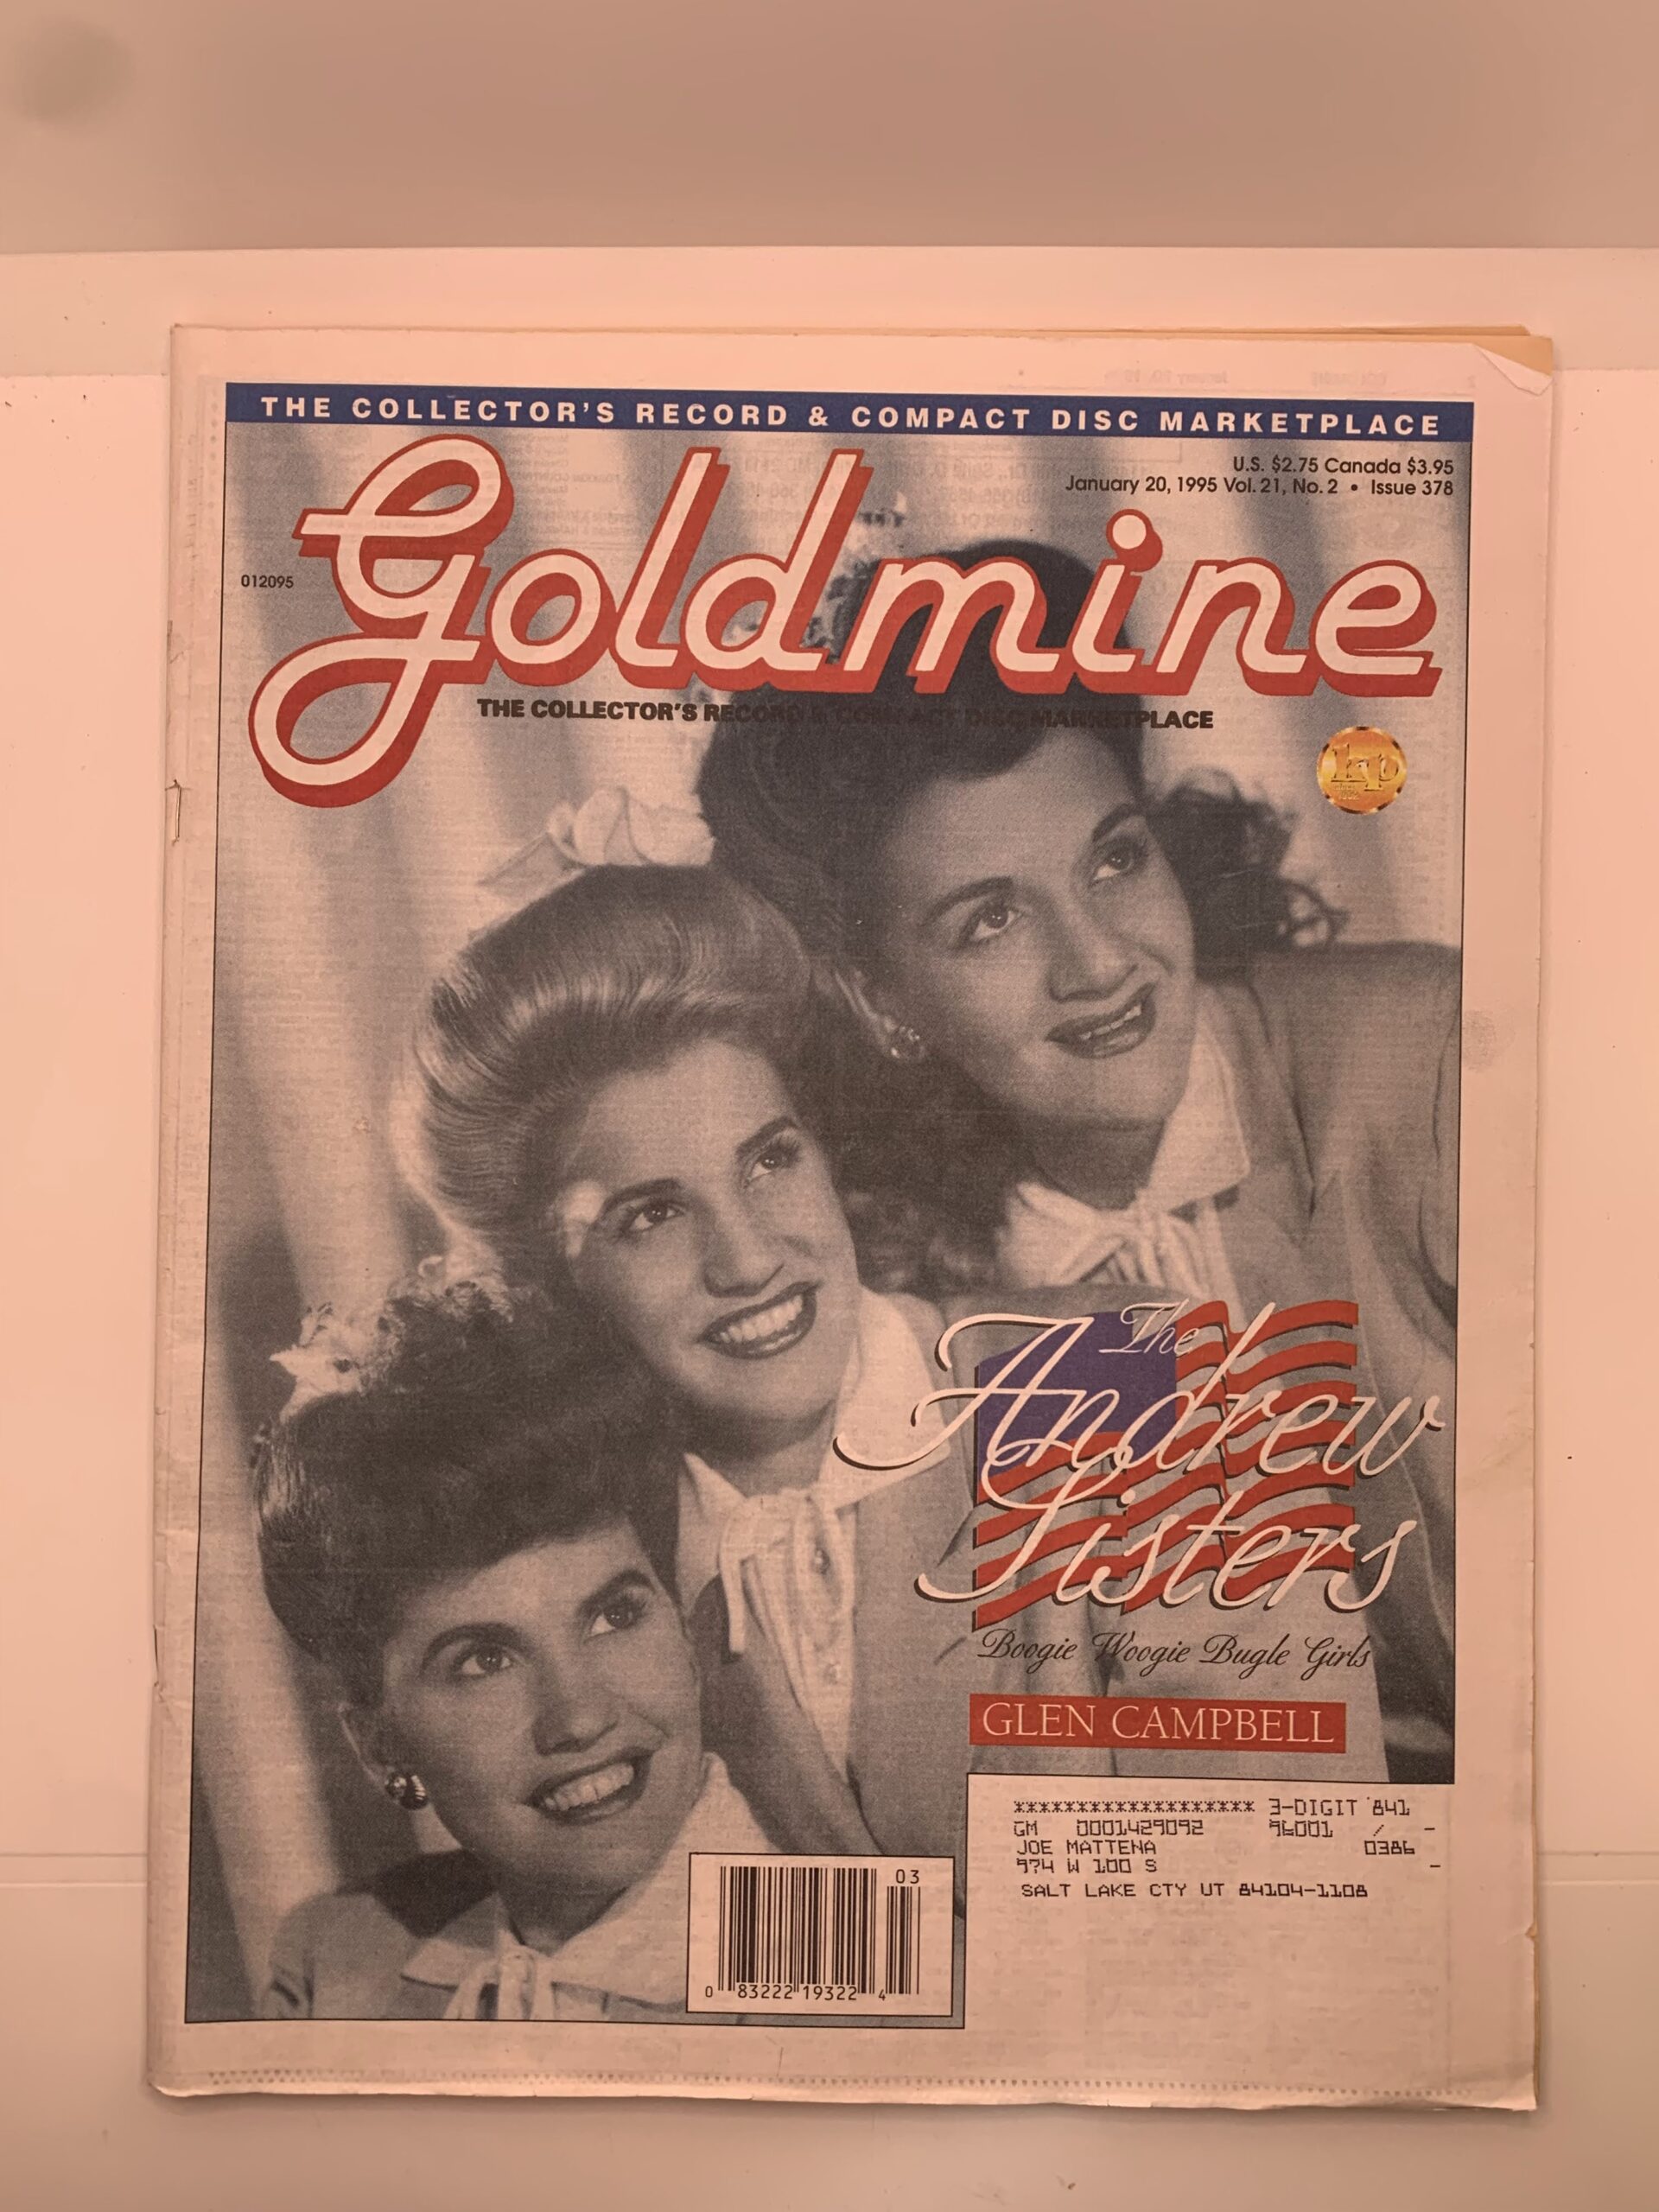 THE COLLECTOR'S RECORD & COMPACT DISC MARKETPLACE
U.S. $2.75 Canada $3.95
January 20, 1995 Vol. 21, No. 2 • Issue 378
Goldmine
012095
THE COLLECTOR'S RECORD & COMPACT DISC MARKETPLACE
kp
The
Andrew
Sisters
Boogie Woogie Bugle Girls
GLEN CAMPBELL
******************* 3-DIGIT 841
GM 0001429092 96001 / -
JOE MATTENA 0386
974 W 100 S -
SALT LAKE CTY UT 84104-1108
03
0 83222 19322 4